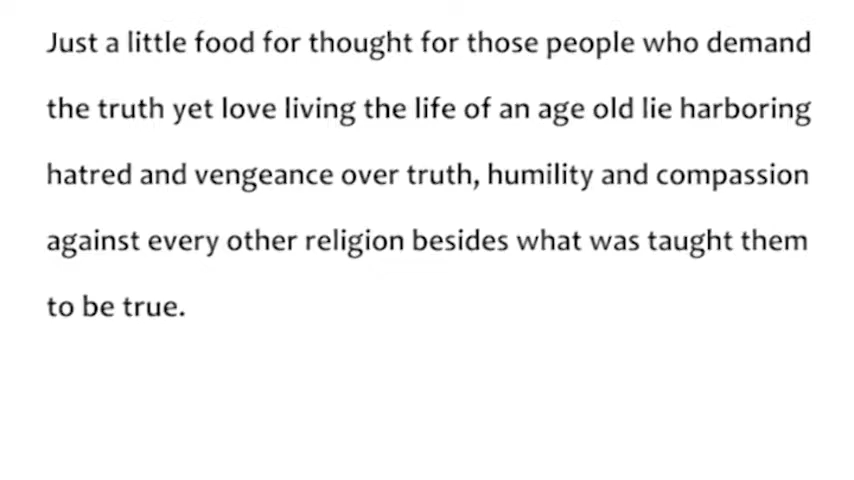 Just a little food for thought for those people who demand
the truth yet love living the life of an age old lie harboring
hatred and vengeance over truth, humility and compassion
against every other religion besides what was taught them
to be true.